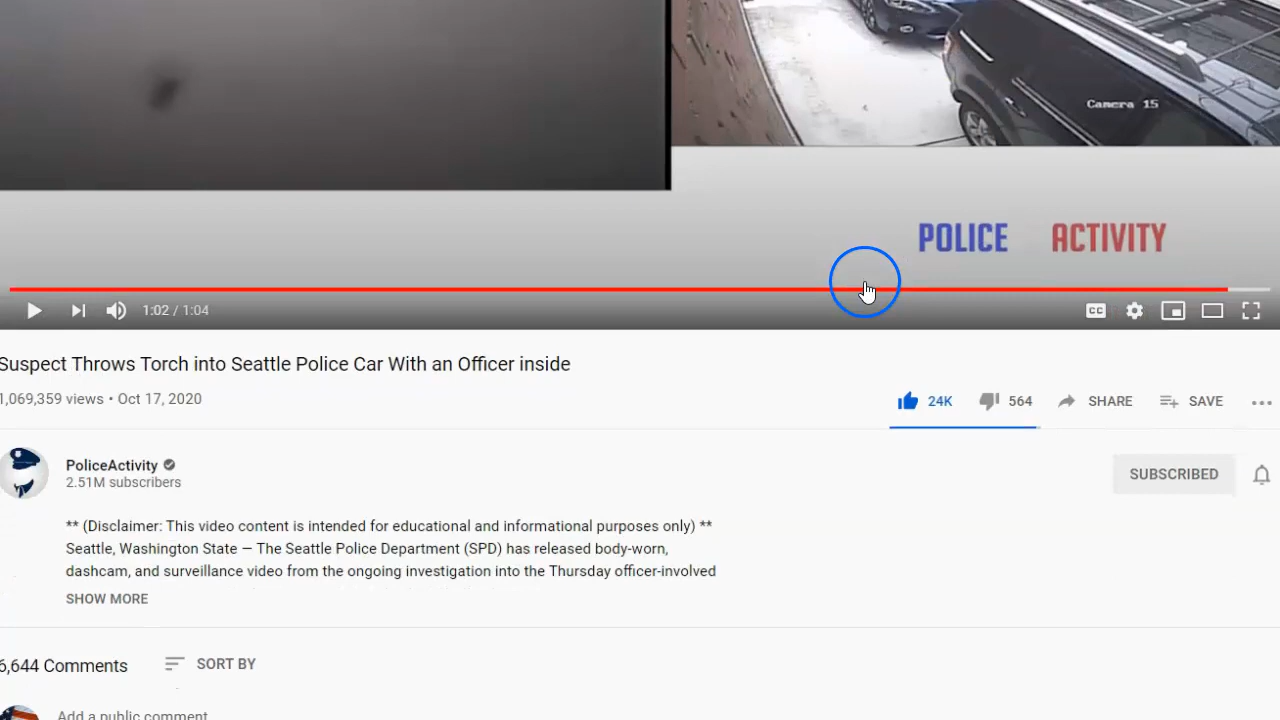 Camera 15
POLICE ACTIVITY
1:02 / 1:04
CC
Suspect Throws Torch into Seattle Police Car With an Officer inside
1,069,359 views • Oct 17, 2020
24K
564
SHARE
SAVE
PoliceActivity
2.51M subscribers
SUBSCRIBED
** (Disclaimer: This video content is intended for educational and informational purposes only) **
Seattle, Washington State — The Seattle Police Department (SPD) has released body-worn,
dashcam, and surveillance video from the ongoing investigation into the Thursday officer-involved
SHOW MORE
6,644 Comments
SORT BY
Add a public comment